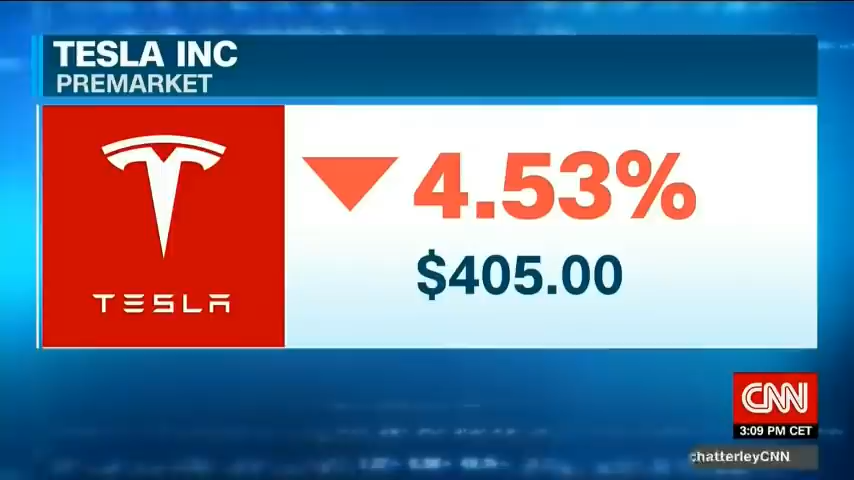 TESLA INC
PREMARKET
TESLA
4.53%
$405.00
CNN
3:09 PM CET
chatterleyCNN